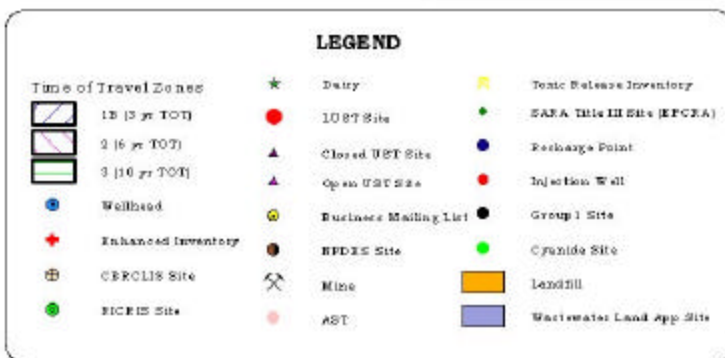 LEGEND
Time of Travel Zones
1B (3 yr TOT)
2 (6 yr TOT)
3 (10 yr TOT)
Wellhead
Enhanced Inventory
CERCLIS Site
RICRIS Site
Dairy
LUST Site
Closed UST Site
Open UST Site
Business Mailing List
NPDES Site
Mine
AST
Toxic Release Inventory
SARA Title III Site (EPCRA)
Recharge Point
Injection Well
Group 1 Site
Cyanide Site
Landfill
Wastewater Land App Site